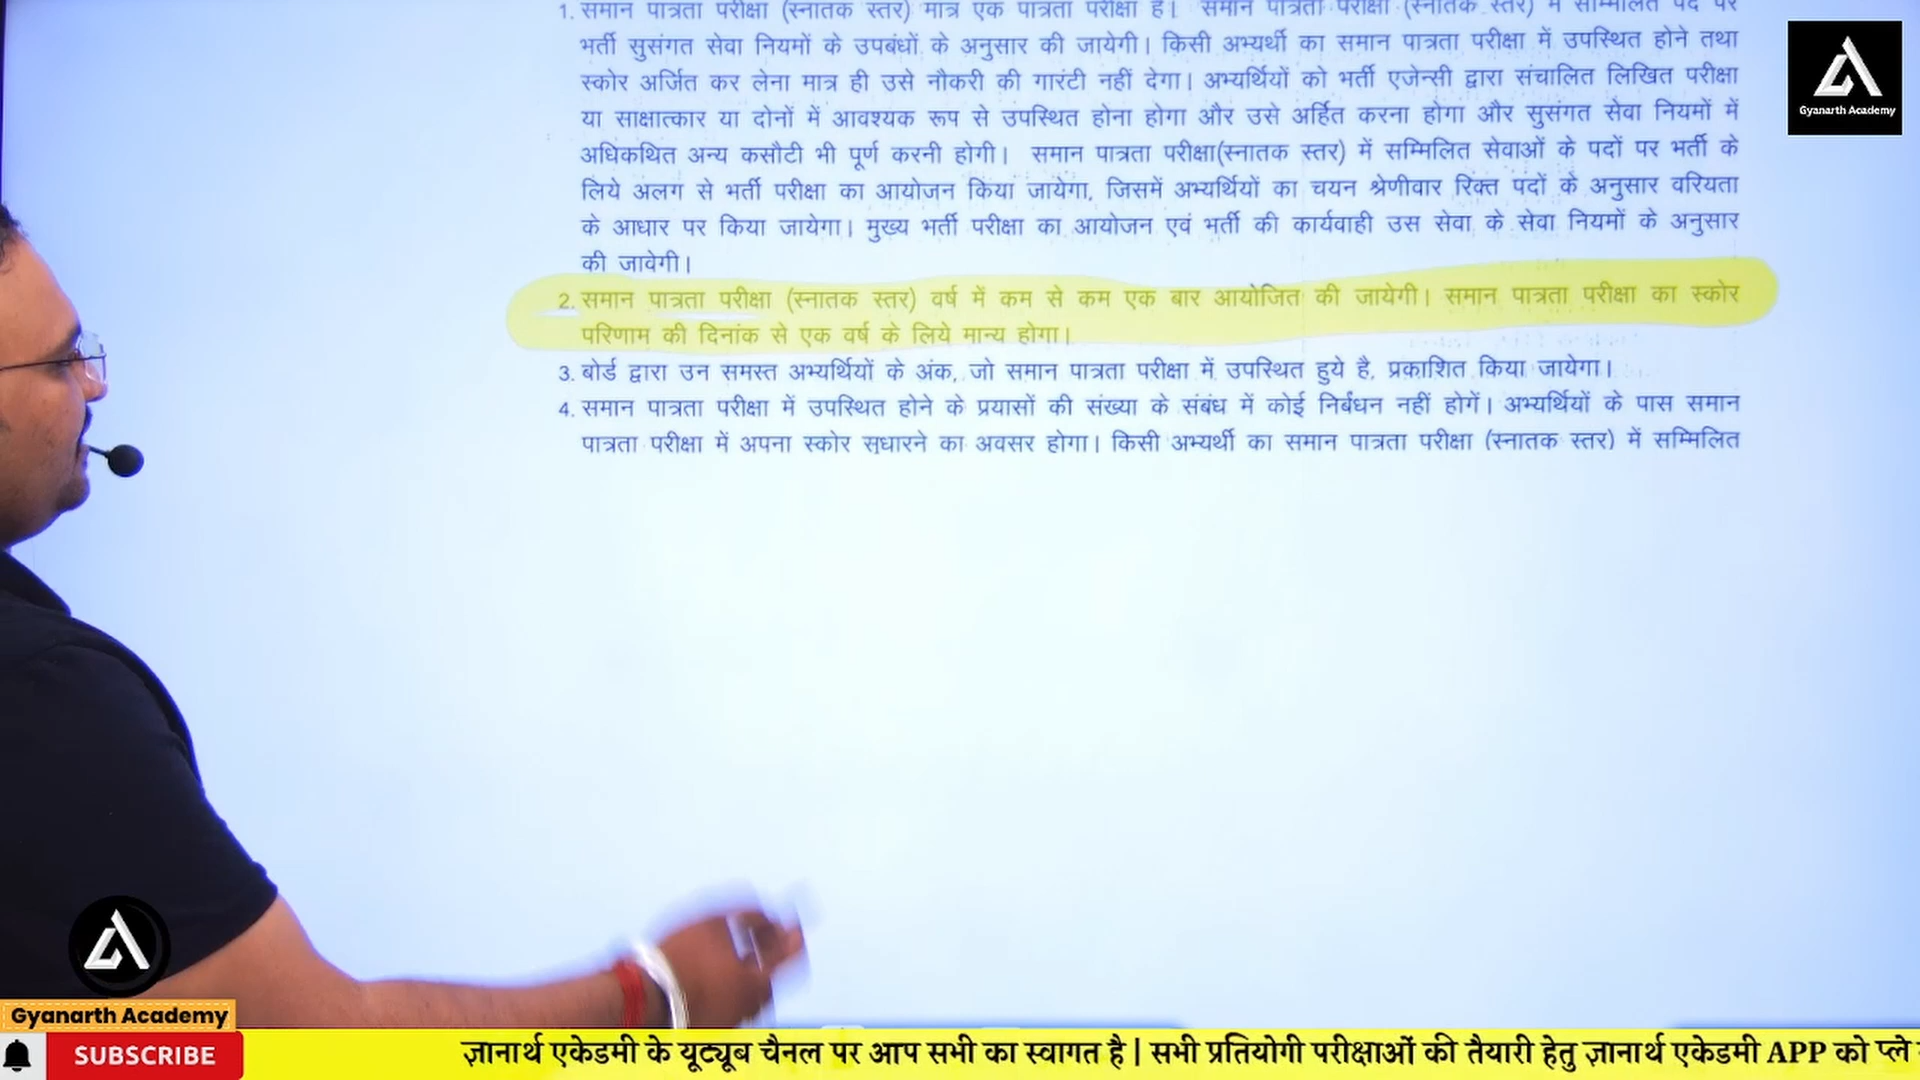 1. समान पात्रता परीक्षा (स्नातक स्तर) मात्र एक पात्रता परीक्षा है। समान पात्रता परीक्षा (स्नातक स्तर) में सम्मिलित पद पर
भर्ती सुसंगत सेवा नियमों के उपबंधों के अनुसार की जायेगी। किसी अभ्यर्थी का समान पात्रता परीक्षा में उपस्थित होने तथा
स्कोर अर्जित कर लेना मात्र ही उसे नौकरी की गारंटी नहीं देगा। अभ्यर्थियों को भर्ती एजेन्सी द्वारा संचालित लिखित परीक्षा
या साक्षात्कार या दोनों में आवश्यक रूप से उपस्थित होना होगा और उसे अर्हित करना होगा और सुसंगत सेवा नियमों में
अधिकथित अन्य कसौटी भी पूर्ण करनी होगी। समान पात्रता परीक्षा(स्नातक स्तर) में सम्मिलित सेवाओं के पदों पर भर्ती के
लिये अलग से भर्ती परीक्षा का आयोजन किया जायेगा, जिसमें अभ्यर्थियों का चयन श्रेणीवार रिक्त पदों के अनुसार वरियता
के आधार पर किया जायेगा। मुख्य भर्ती परीक्षा का आयोजन एवं भर्ती की कार्यवाही उस सेवा के सेवा नियमों के अनुसार
की जावेगी।
2. समान पात्रता परीक्षा (स्नातक स्तर) वर्ष में कम से कम एक बार आयोजित की जायेगी। समान पात्रता परीक्षा का स्कोर
परिणाम की दिनांक से एक वर्ष के लिये मान्य होगा।
3. बोर्ड द्वारा उन समस्त अभ्यर्थियों के अंक, जो समान पात्रता परीक्षा में उपस्थित हुये है, प्रकाशित किया जायेगा।
4. समान पात्रता परीक्षा में उपस्थित होने के प्रयासों की संख्या के संबंध में कोई निर्बंधन नहीं होगें। अभ्यर्थियों के पास समान
पात्रता परीक्षा में अपना स्कोर सुधारने का अवसर होगा। किसी अभ्यर्थी का समान पात्रता परीक्षा (स्नातक स्तर) में सम्मिलित
Gyanarth Academy
Gyanarth Academy
SUBSCRIBE
ज्ञानार्थ एकेडमी के यूट्यूब चैनल पर आप सभी का स्वागत है | सभी प्रतियोगी परीक्षाओं की तैयारी हेतु ज्ञानार्थ एकेडमी APP को प्ले